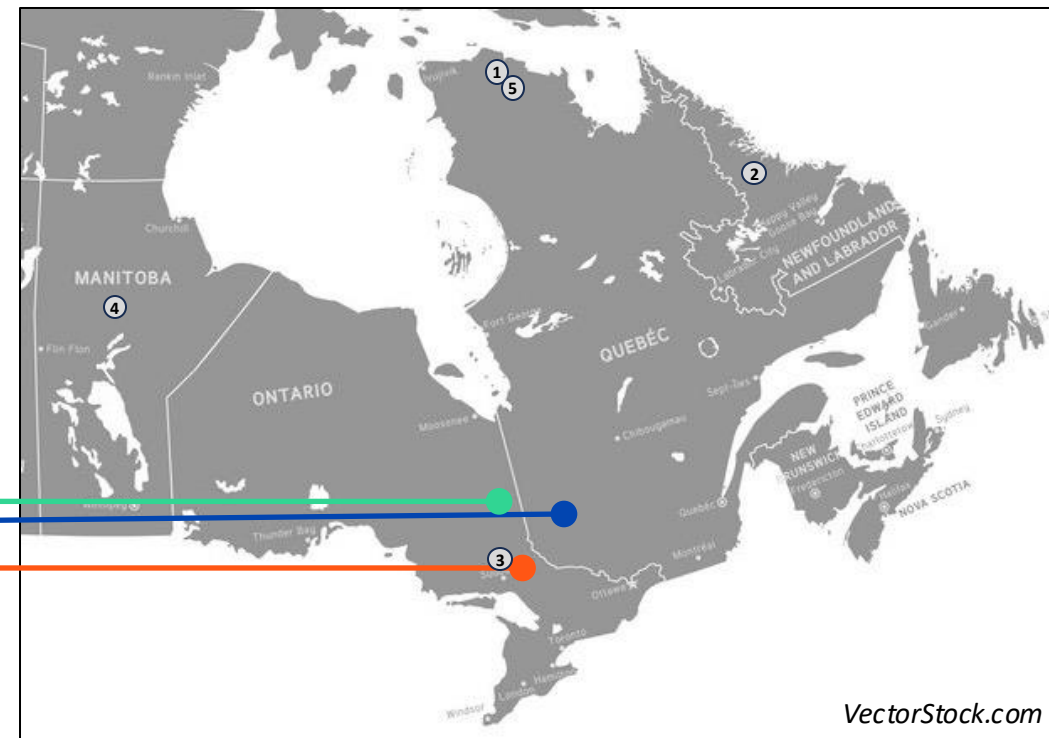 Rankin Inlet
Ivujivik
1
5
2
Churchill
Happy Valley
Goose Bay
NEWFOUNDLAND
AND LABRADOR
Labrador City
MANITOBA
4
Fort George
Gander
Flin Flon
QUEBÉC
ONTARIO
Sept-Îles
PRINCE
EDWARD
ISLAND
Charlottetown
Sydney
Moosonee
Chibougamau
NEW
BRUNSWICK
Fredericton
Halifax
NOVA SCOTIA
Winnipeg
Québec
Thunder Bay
3
Montréal
Ottawa
Toronto
Hamilton
London
Windsor
VectorStock.com